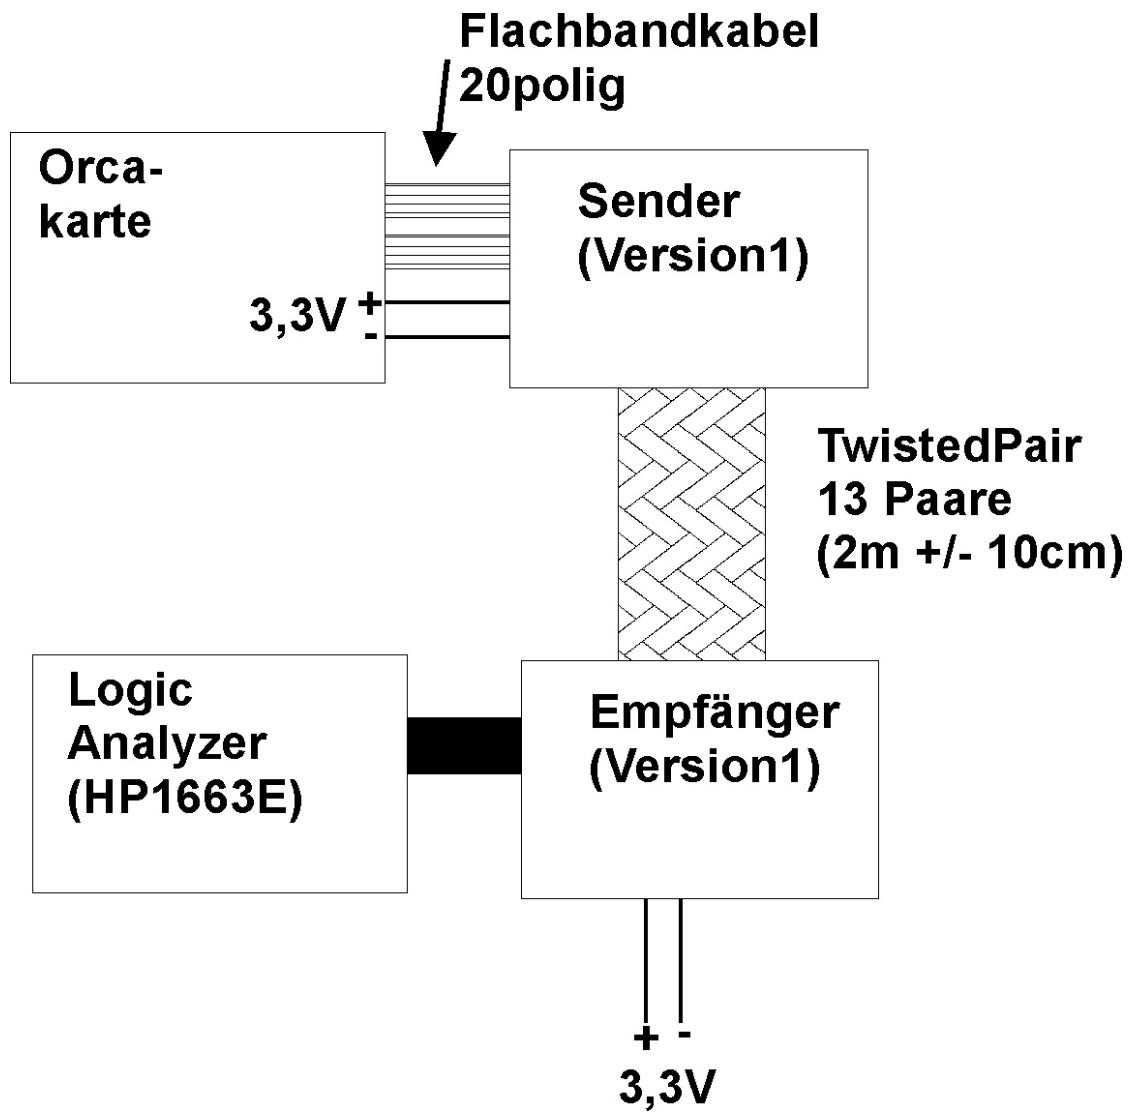 Flachbandkabel
20polig
Orca-
karte
3,3V +
-
Sender
(Version1)
TwistedPair
13 Paare
(2m +/- 10cm)
Logic
Analyzer
(HP1663E)
Empfänger
(Version1)
+ -
3,3V